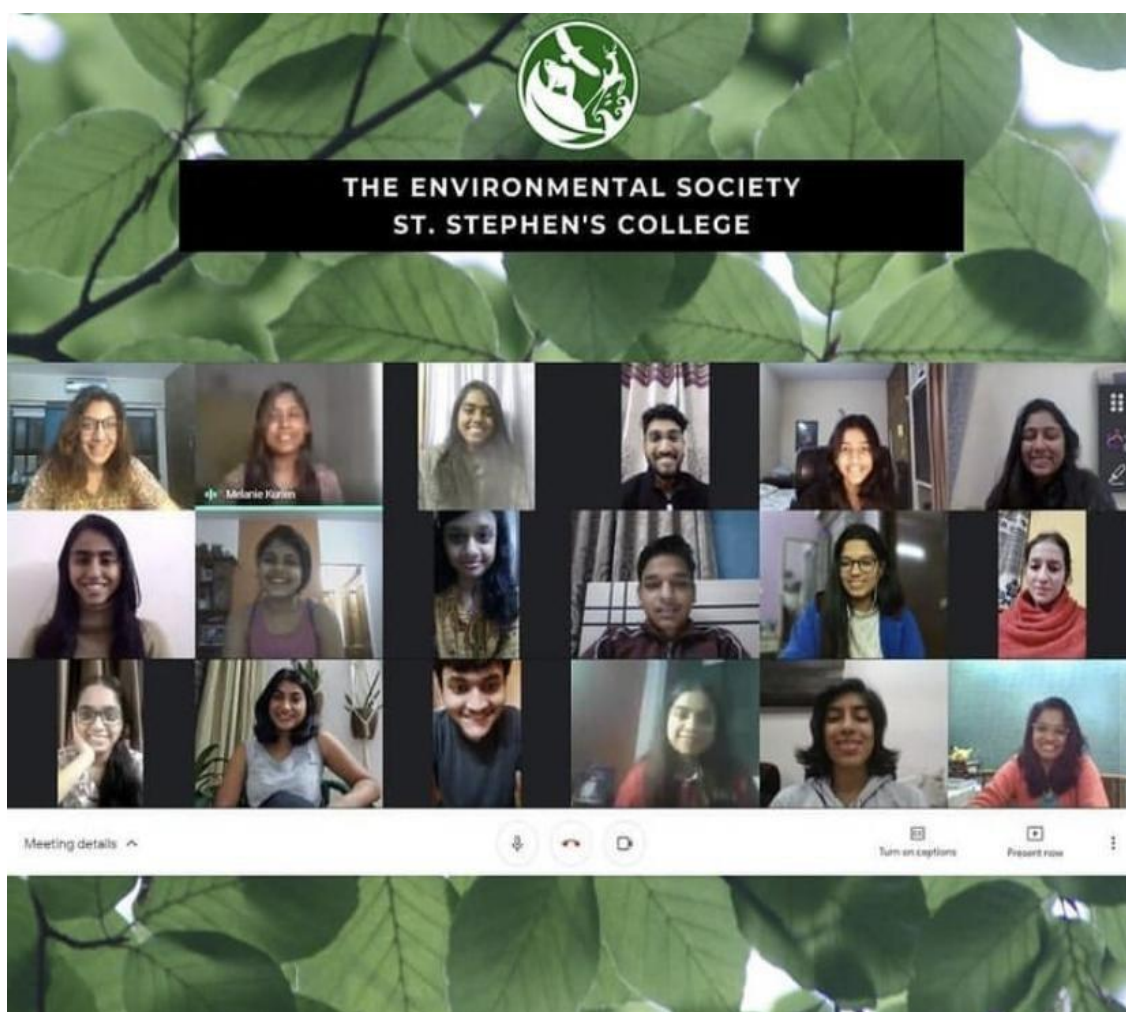 THE ENVIRONMENTAL SOCIETY
ST. STEPHEN'S COLLEGE
Melanie Kurien
Meeting details
Turn on captions
Present now